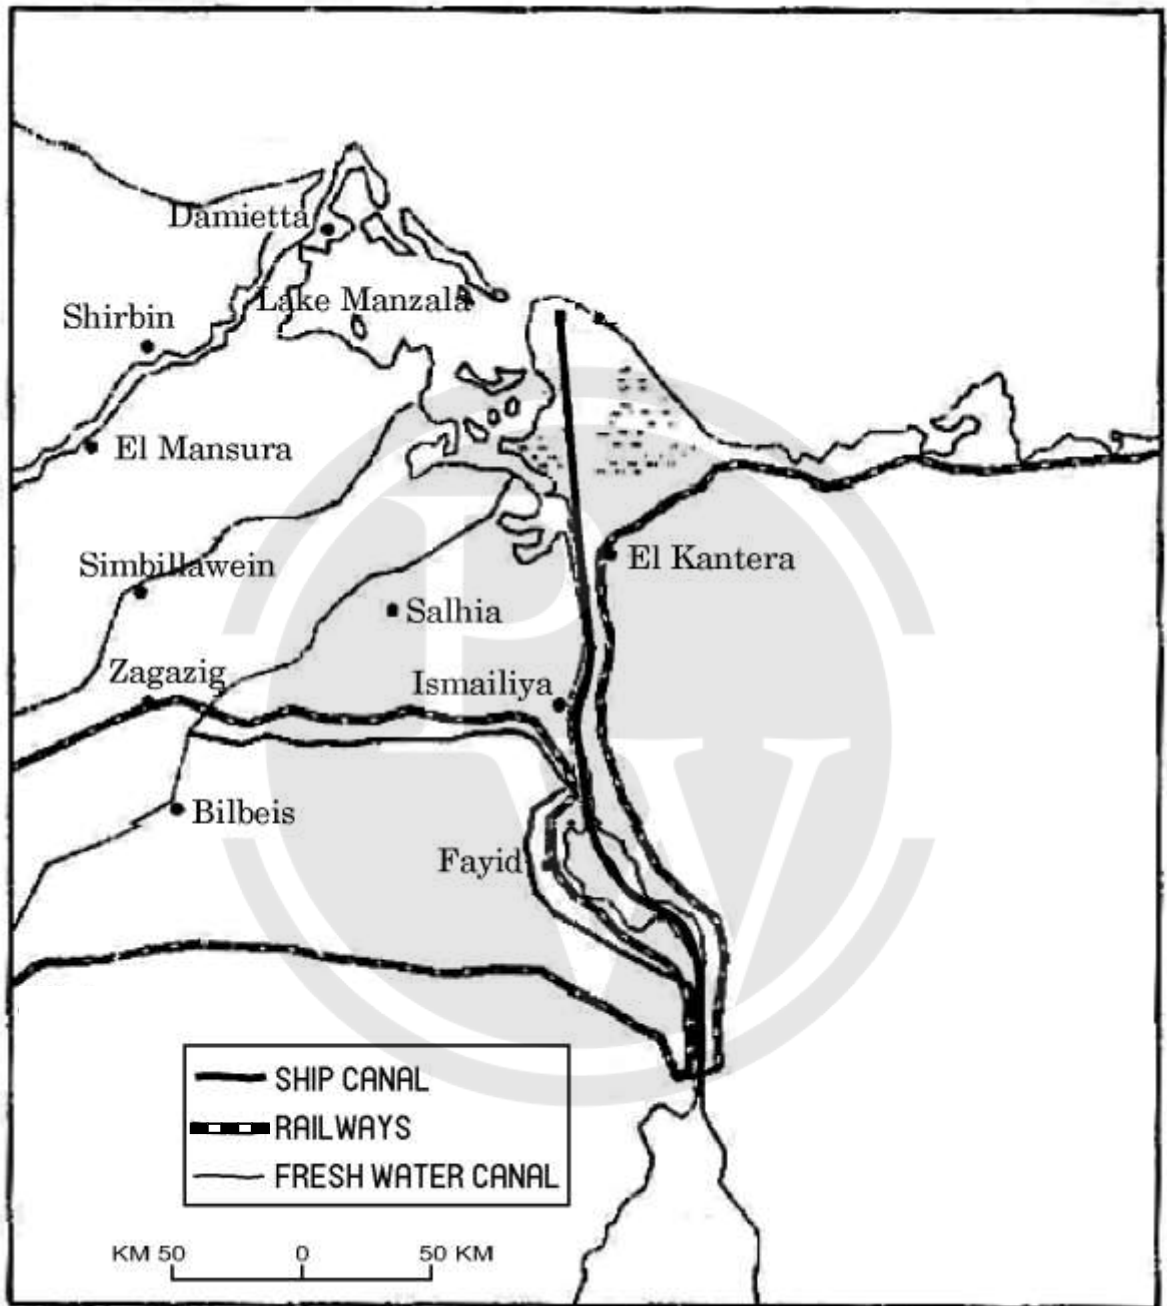 Damietta
Lake Manzala
Shirbin
El Mansura
El Kantera
Simbillawein
Salhia
Zagazig
Ismailiya
Bilbeis
Fayid
SHIP CANAL
RAILWAYS
FRESH WATER CANAL
KM 50 0 50 KM
PW